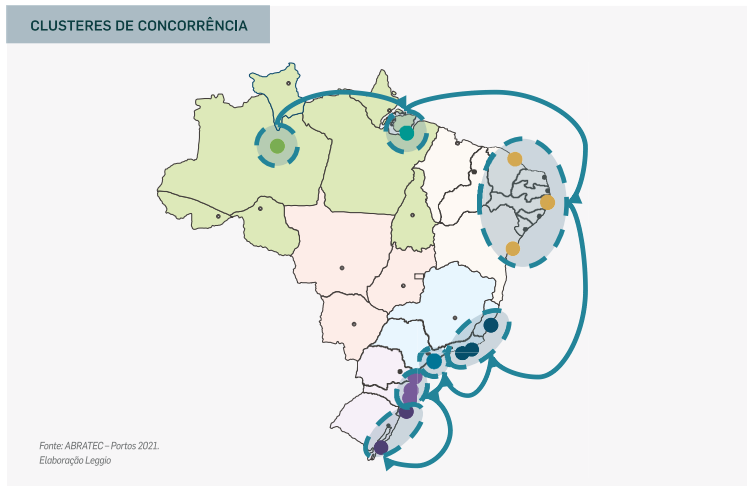 CLUSTERES DE CONCORRÊNCIA
Fonte: ABRATEC – Portos 2021.
Elaboração Leggio